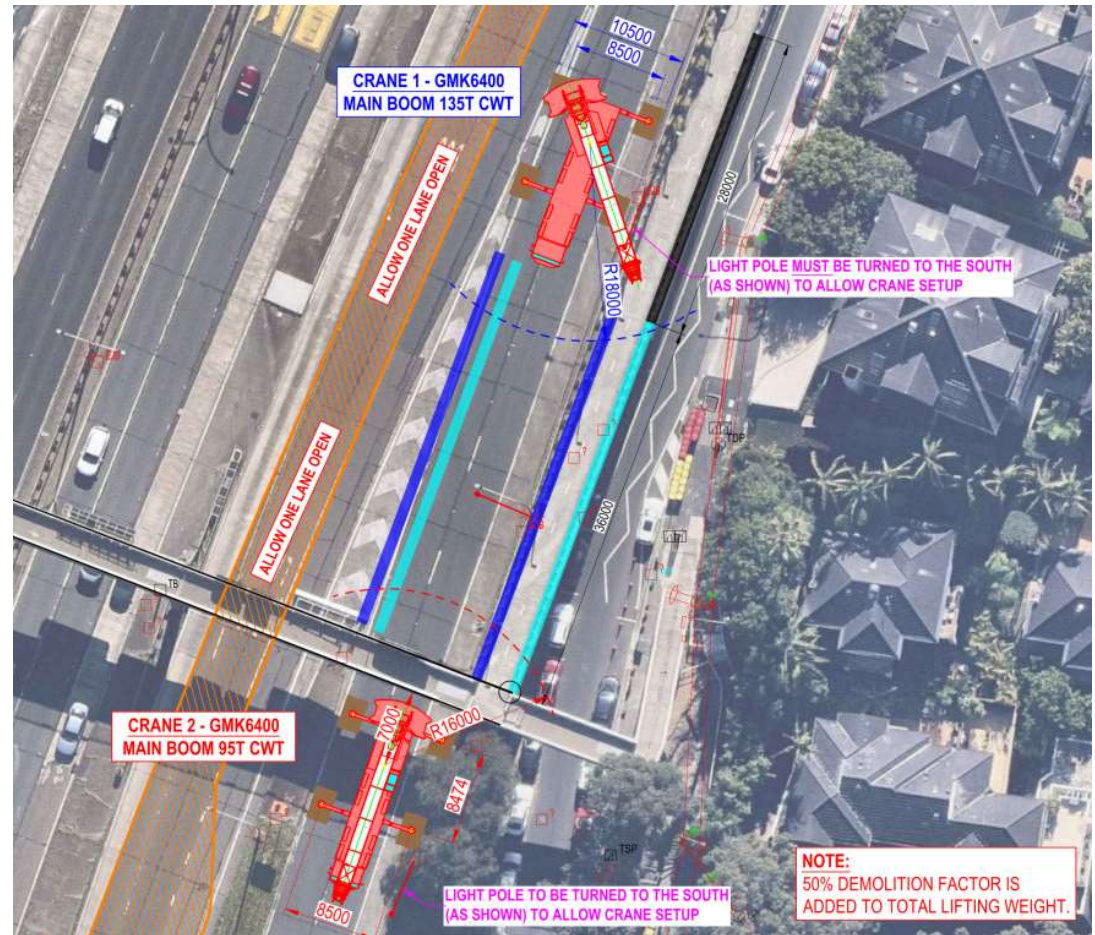 10500
8500
CRANE 1 - GMK6400
MAIN BOOM 135T CWT
ALLOW ONE LANE OPEN
28000
LIGHT POLE MUST BE TURNED TO THE SOUTH
(AS SHOWN) TO ALLOW CRANE SETUP
R18000
TDP
36000
ALLOW ONE LANE OPEN
TB
CRANE 2 - GMK6400
MAIN BOOM 95T CWT
7000
R16000
8474
TSP
NOTE:
50% DEMOLITION FACTOR IS
ADDED TO TOTAL LIFTING WEIGHT.
LIGHT POLE TO BE TURNED TO THE SOUTH
(AS SHOWN) TO ALLOW CRANE SETUP
8500